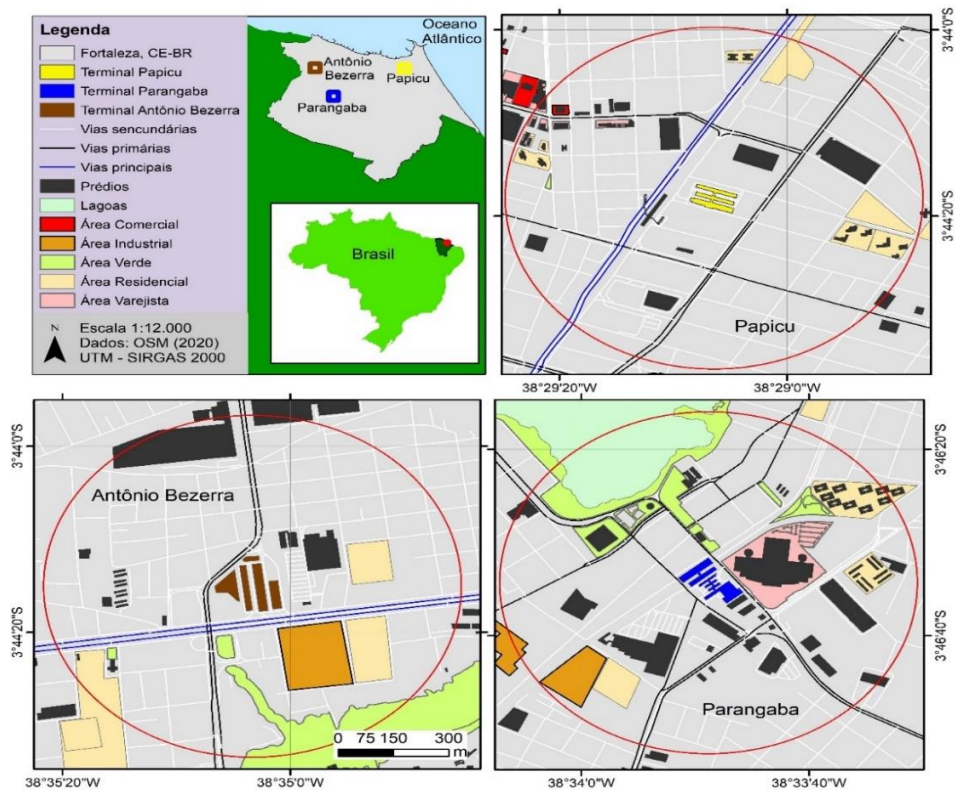 Legenda
Fortaleza, CE-BR
Terminal Papicu
Terminal Parangaba
Terminal Antônio Bezerra
Vias sencundárias
Vias primárias
Vias principais
Prédios
Lagoas
Área Comercial
Área Industrial
Área Verde
Área Residencial
Área Varejista
N
Escala 1:12.000
Dados: OSM (2020)
UTM - SIRGAS 2000
Oceano
Atlântico
Antônio
Bezerra
Papicu
Parangaba
Brasil
Papicu
3°44'0"S
3°44'20"S
38°29'20"W
38°29'0"W
3°44'0"S
3°44'20"S
Antônio Bezerra
0 75 150 300
m
38°35'20"W
38°35'0"W
Parangaba
3°46'20"S
3°46'40"S
38°34'0"W
38°33'40"W